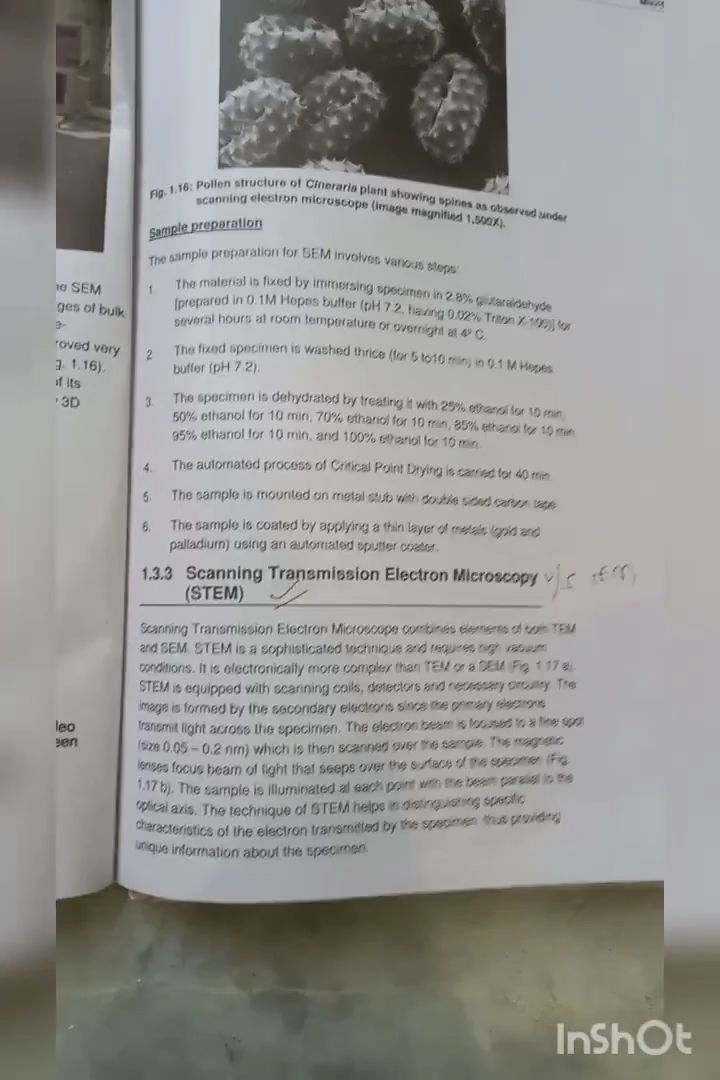 Fig. 1.16: Pollen structure of Cineraria plant showing spines as observed under
scanning electron microscope (image magnified 1,500X).
Sample preparation
The sample preparation for SEM involves various steps:
1 The material is fixed by immersing specimen in 2.8% glutaraldehyde
[prepared in 0.1M Hepes buffer (pH 7.2, having 0.02% Triton X-100)] for
several hours at room temperature or overnight at 4° C.
2 The fixed specimen is washed thrice (for 5 to10 min) in 0.1 M Hepes
buffer (pH 7.2).
3 The specimen is dehydrated by treating it with 25% ethanol for 10 min,
50% ethanol for 10 min, 70% ethanol for 10 min, 85% ethanol for 10 min,
95% ethanol for 10 min, and 100% ethanol for 10 min.
4. The automated process of Critical Point Drying is carried for 40 min.
5. The sample is mounted on metal stub with double sided carbon tape.
6. The sample is coated by applying a thin layer of metals (gold and
palladium) using an automated sputter coater.
1.3.3 Scanning Transmission Electron Microscopy v/s
(STEM)
Scanning Transmission Electron Microscope combines elements of both TEM
and SEM. STEM is a sophisticated technique and requires high vacuum
conditions. It is electronically more complex than TEM or a SEM (Fig. 1.17 a).
STEM is equipped with scanning coils, detectors and necessary circuitry. The
image is formed by the secondary electrons since the primary electrons
transmit light across the specimen. The electron beam is focused to a fine spot
(size 0.05 – 0.2 nm) which is then scanned over the sample. The magnetic
lenses focus beam of light that seeps over the surface of the specimen (Fig.
1.17 b). The sample is illuminated at each point with the beam parallel to the
optical axis. The technique of STEM helps in distinguishing specific
characteristics of the electron transmitted by the specimen thus providing
unique information about the specimen.
SEM
ges of bulk
roved very
1.16).
of its
3D
leo
een
InShOt